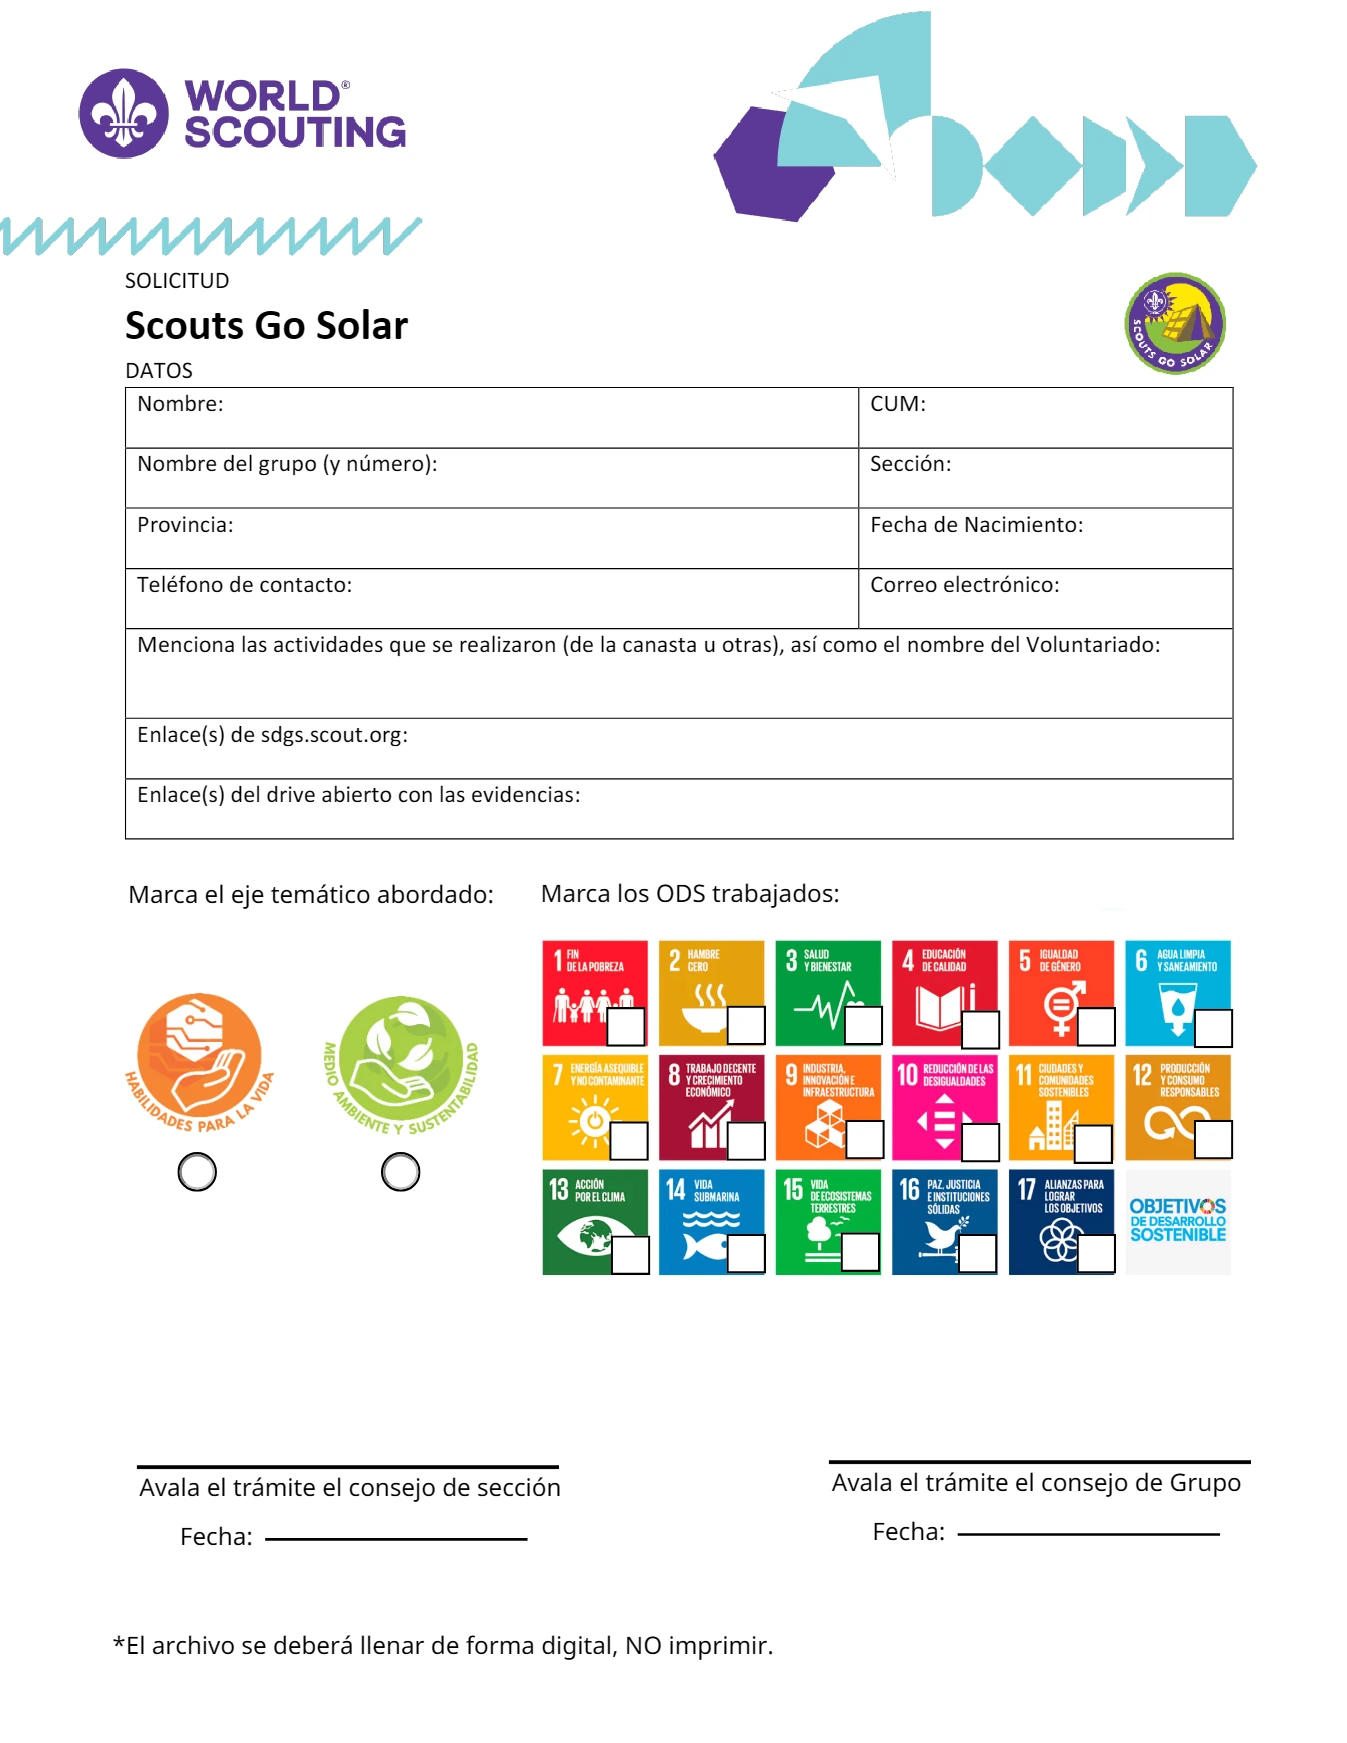 WORLD®
SCOUTING
SOLICITUD
Scouts Go Solar
SCOUTS GO SOLAR
DATOS
Nombre:
CUM:
Nombre del grupo (y número):
Sección:
Provincia:
Fecha de Nacimiento:
Teléfono de contacto:
Correo electrónico:
Menciona las actividades que se realizaron (de la canasta u otras), así como el nombre del Voluntariado:
Enlace(s) de sdgs.scout.org:
Enlace(s) del drive abierto con las evidencias:
Marca el eje temático abordado:
HABILIDADES PARA LA VIDA
MEDIO AMBIENTE Y SUSTENTABILIDAD
Marca los ODS trabajados:
1 FIN
DE LA POBREZA
2 HAMBRE
CERO
3 SALUD
Y BIENESTAR
4 EDUCACIÓN
DE CALIDAD
5 IGUALDAD
DE GÉNERO
6 AGUA LIMPIA
Y SANEAMIENTO
7 ENERGÍA ASEQUIBLE
Y NO CONTAMINANTE
8 TRABAJO DECENTE
Y CRECIMIENTO
ECONÓMICO
9 INDUSTRIA,
INNOVACIÓN E
INFRAESTRUCTURA
10 REDUCCIÓN DE LAS
DESIGUALDADES
11 CIUDADES Y
COMUNIDADES
SOSTENIBLES
12 PRODUCCIÓN
Y CONSUMO
RESPONSABLES
13 ACCIÓN
POR EL CLIMA
14 VIDA
SUBMARINA
15 VIDA
DE ECOSISTEMAS
TERRESTRES
16 PAZ, JUSTICIA
E INSTITUCIONES
SÓLIDAS
17 ALIANZAS PARA
LOGRAR
LOS OBJETIVOS
OBJETIVOS
DE DESARROLLO
SOSTENIBLE
Avala el trámite el consejo de sección
Fecha:
Avala el trámite el consejo de Grupo
Fecha:
*El archivo se deberá llenar de forma digital, NO imprimir.